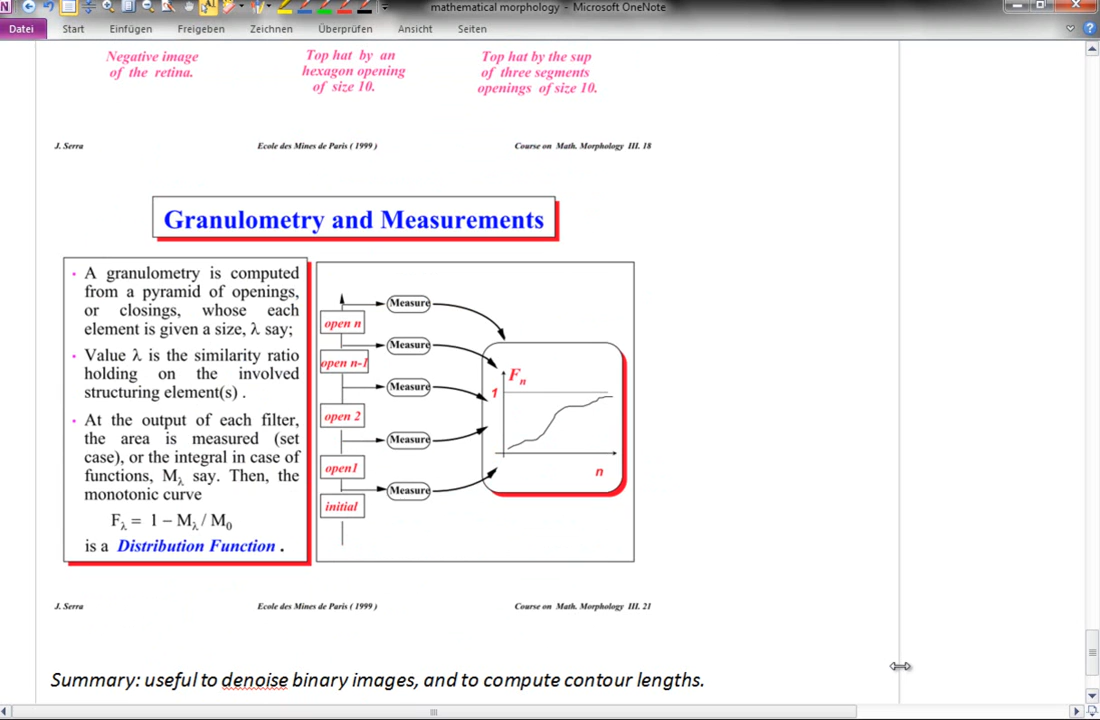 mathematical morphology - Microsoft OneNote
Datei Start Einfügen Freigeben Zeichnen Überprüfen Ansicht Seiten
Negative image
of the retina.
Top hat by an
hexagon opening
of size 10.
Top hat by the sup
of three segments
openings of size 10.
J. Serra Ecole des Mines de Paris ( 1999 ) Course on Math. Morphology III. 18
Granulometry and Measurements
• A granulometry is computed
from a pyramid of openings,
or closings, whose each
element is given a size, λ say;
• Value λ is the similarity ratio
holding on the involved
structuring element(s) .
• At the output of each filter,
the area is measured (set
case), or the integral in case of
functions, Mλ say. Then, the
monotonic curve
Fλ = 1 – Mλ / M0
is a Distribution Function .
Measure
open n
Measure
open n-1
Measure
open 2
Measure
open1
Measure
initial
Fn
1
n
J. Serra Ecole des Mines de Paris ( 1999 ) Course on Math. Morphology III. 21
Summary: useful to denoise binary images, and to compute contour lengths.